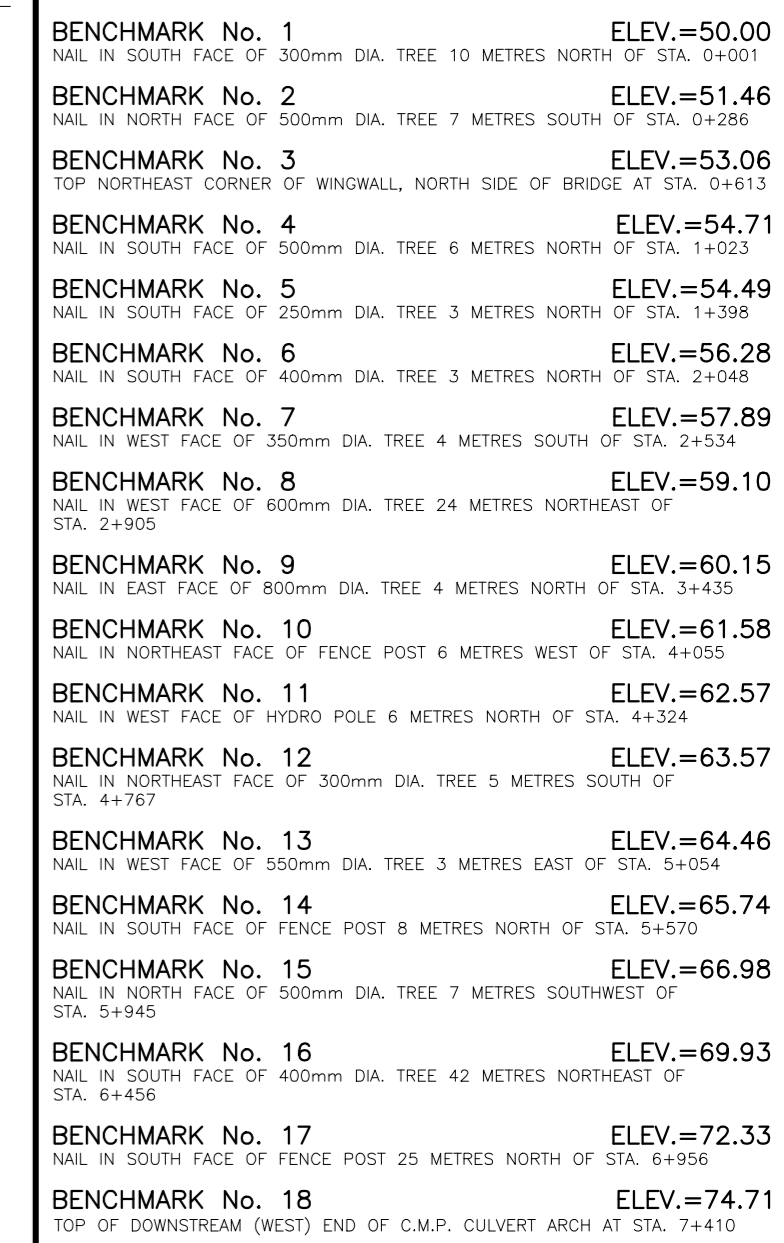 BENCHMARK No. 1 ELEV.=50.00
NAIL IN SOUTH FACE OF 300mm DIA. TREE 10 METRES NORTH OF STA. 0+001
BENCHMARK No. 2 ELEV.=51.46
NAIL IN NORTH FACE OF 500mm DIA. TREE 7 METRES SOUTH OF STA. 0+286
BENCHMARK No. 3 ELEV.=53.06
TOP NORTHEAST CORNER OF WINGWALL, NORTH SIDE OF BRIDGE AT STA. 0+613
BENCHMARK No. 4 ELEV.=54.71
NAIL IN SOUTH FACE OF 500mm DIA. TREE 6 METRES NORTH OF STA. 1+023
BENCHMARK No. 5 ELEV.=54.49
NAIL IN SOUTH FACE OF 250mm DIA. TREE 3 METRES NORTH OF STA. 1+398
BENCHMARK No. 6 ELEV.=56.28
NAIL IN SOUTH FACE OF 400mm DIA. TREE 3 METRES NORTH OF STA. 2+048
BENCHMARK No. 7 ELEV.=57.89
NAIL IN WEST FACE OF 350mm DIA. TREE 4 METRES SOUTH OF STA. 2+534
BENCHMARK No. 8 ELEV.=59.10
NAIL IN WEST FACE OF 600mm DIA. TREE 24 METRES NORTHEAST OF
STA. 2+905
BENCHMARK No. 9 ELEV.=60.15
NAIL IN EAST FACE OF 800mm DIA. TREE 4 METRES NORTH OF STA. 3+435
BENCHMARK No. 10 ELEV.=61.58
NAIL IN NORTHEAST FACE OF FENCE POST 6 METRES WEST OF STA. 4+055
BENCHMARK No. 11 ELEV.=62.57
NAIL IN WEST FACE OF HYDRO POLE 6 METRES NORTH OF STA. 4+324
BENCHMARK No. 12 ELEV.=63.57
NAIL IN NORTHEAST FACE OF 300mm DIA. TREE 5 METRES SOUTH OF
STA. 4+767
BENCHMARK No. 13 ELEV.=64.46
NAIL IN WEST FACE OF 550mm DIA. TREE 3 METRES EAST OF STA. 5+054
BENCHMARK No. 14 ELEV.=65.74
NAIL IN SOUTH FACE OF FENCE POST 8 METRES NORTH OF STA. 5+570
BENCHMARK No. 15 ELEV.=66.98
NAIL IN NORTH FACE OF 500mm DIA. TREE 7 METRES SOUTHWEST OF
STA. 5+945
BENCHMARK No. 16 ELEV.=69.93
NAIL IN SOUTH FACE OF 400mm DIA. TREE 42 METRES NORTHEAST OF
STA. 6+456
BENCHMARK No. 17 ELEV.=72.33
NAIL IN SOUTH FACE OF FENCE POST 25 METRES NORTH OF STA. 6+956
BENCHMARK No. 18 ELEV.=74.71
TOP OF DOWNSTREAM (WEST) END OF C.M.P. CULVERT ARCH AT STA. 7+410